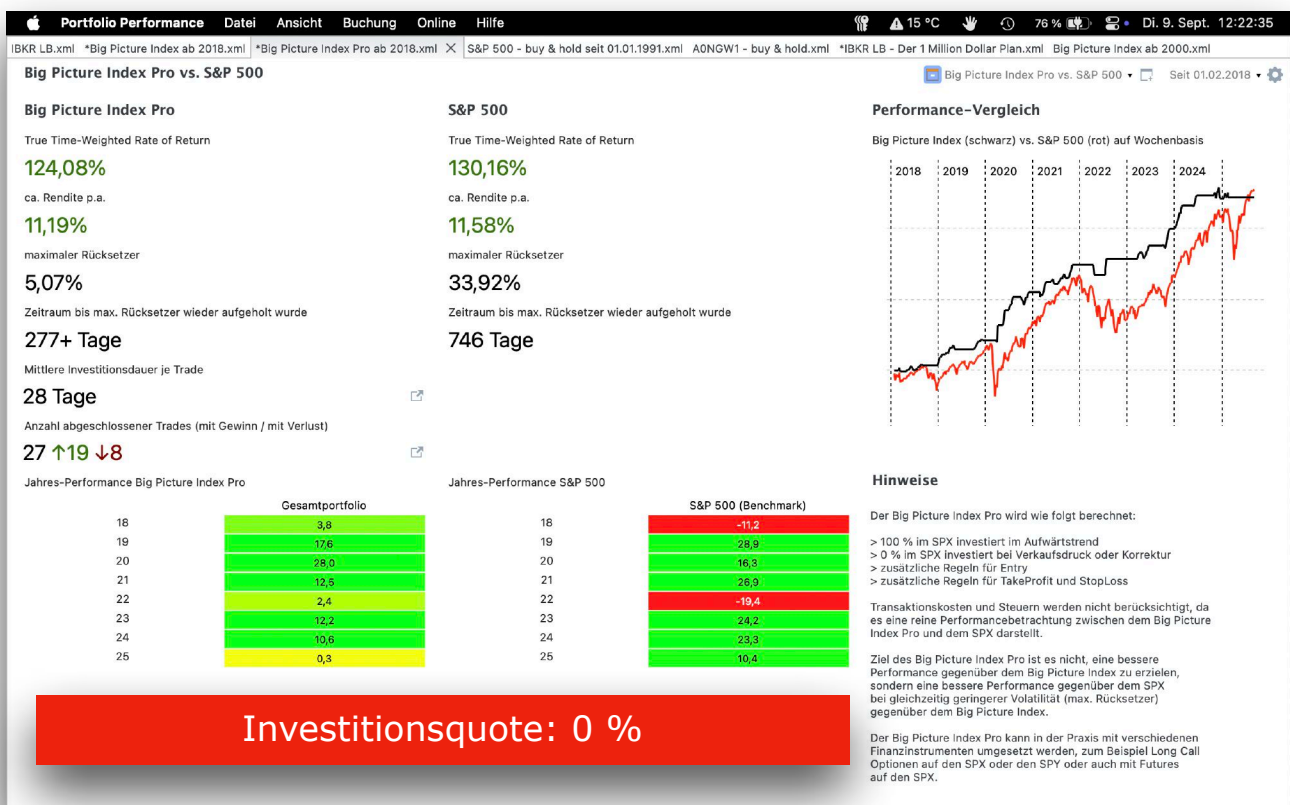 Portfolio Performance Datei Ansicht Buchung Online Hilfe 15 °C 76 % Di. 9. Sept. 12:22:35
IBKR LB.xml *Big Picture Index ab 2018.xml *Big Picture Index Pro ab 2018.xml S&P 500 - buy & hold seit 01.01.1991.xml A0NGW1 - buy & hold.xml *IBKR LB - Der 1 Million Dollar Plan.xml Big Picture Index ab 2000.xml
Big Picture Index Pro vs. S&P 500
Big Picture Index Pro vs. S&P 500 Seit 01.02.2018
Big Picture Index Pro
True Time-Weighted Rate of Return
124,08%
ca. Rendite p.a.
11,19%
maximaler Rücksetzer
5,07%
Zeitraum bis max. Rücksetzer wieder aufgeholt wurde
277+ Tage
Mittlere Investitionsdauer je Trade
28 Tage
Anzahl abgeschlossener Trades (mit Gewinn / mit Verlust)
27 ↑19 ↓8
Jahres-Performance Big Picture Index Pro
Gesamtportfolio
18 3,8
19 17,6
20 28,0
21 12,5
22 2,4
23 12,2
24 10,6
25 0,3
S&P 500
True Time-Weighted Rate of Return
130,16%
ca. Rendite p.a.
11,58%
maximaler Rücksetzer
33,92%
Zeitraum bis max. Rücksetzer wieder aufgeholt wurde
746 Tage
Jahres-Performance S&P 500
S&P 500 (Benchmark)
18 -11,2
19 28,9
20 16,3
21 26,9
22 -19,4
23 24,2
24 23,3
25 10,4
Performance-Vergleich
Big Picture Index (schwarz) vs. S&P 500 (rot) auf Wochenbasis
2018 2019 2020 2021 2022 2023 2024
Hinweise
Der Big Picture Index Pro wird wie folgt berechnet:
> 100 % im SPX investiert im Aufwärtstrend
> 0 % im SPX investiert bei Verkaufsdruck oder Korrektur
> zusätzliche Regeln für Entry
> zusätzliche Regeln für TakeProfit und StopLoss
Transaktionskosten und Steuern werden nicht berücksichtigt, da
es eine reine Performancebetrachtung zwischen dem Big Picture
Index Pro und dem SPX darstellt.
Ziel des Big Picture Index Pro ist es nicht, eine bessere
Performance gegenüber dem Big Picture Index zu erzielen,
sondern eine bessere Performance gegenüber dem SPX
bei gleichzeitig geringerer Volatilität (max. Rücksetzer)
gegenüber dem Big Picture Index.
Der Big Picture Index Pro kann in der Praxis mit verschiedenen
Finanzinstrumenten umgesetzt werden, zum Beispiel Long Call
Optionen auf den SPX oder den SPY oder auch mit Futures
auf den SPX.
Investitionsquote: 0 %